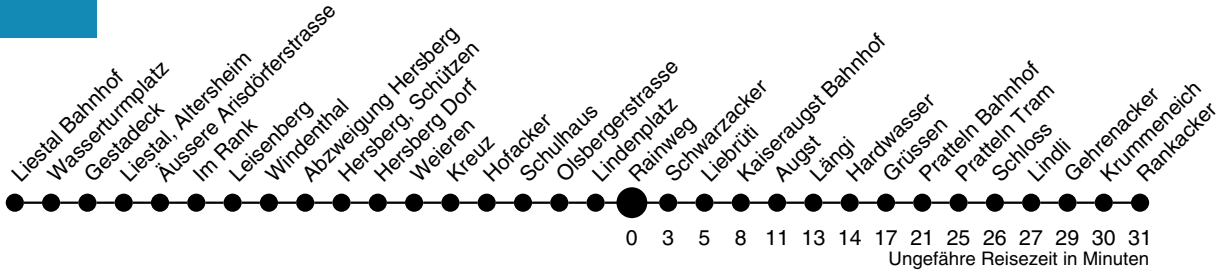 Liestal Bahnhof
Wasserturmplatz
Gestadeck
Liestal, Altersheim
Äussere Arisdörferstrasse
Im Rank
Leisenberg
Windenthal
Abzweigung Hersberg
Hersberg, Schützen
Hersberg Dorf
Weieren
Kreuz
Hofacker
Schulhaus
Olsbergerstrasse
Lindenplatz
Rainweg
Schwarzacker
Liebrüti
Kaiseraugst Bahnhof
Augst
Längi
Hardwasser
Grüssen
Pratteln Bahnhof
Pratteln Tram
Schloss
Lindli
Gehrenacker
Krummeneich
Rankacker
0 3 5 8 11 13 14 17 21 25 26 27 29 30 31
Ungefähre Reisezeit in Minuten